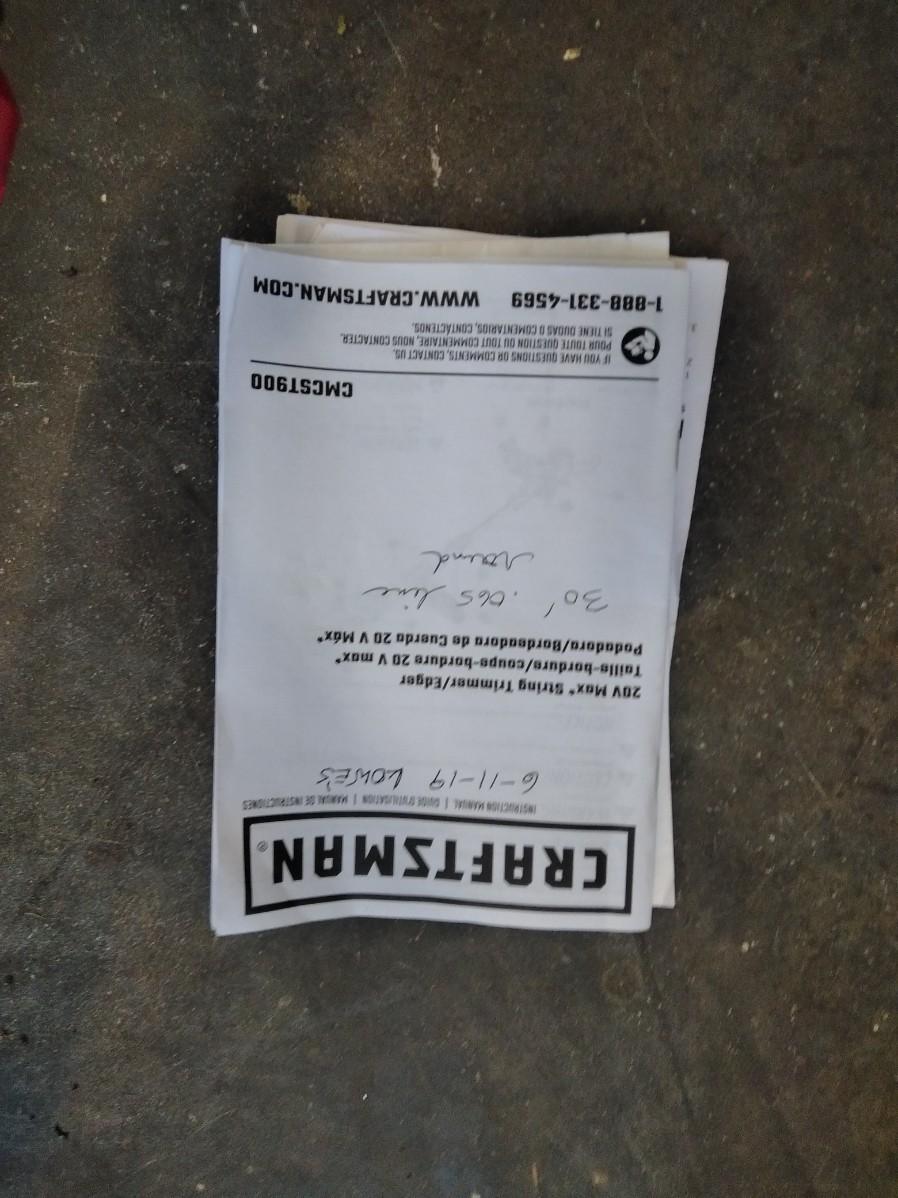 CRAFTSMAN®
INSTRUCTION MANUAL | GUIDE D'UTILISATION | MANUAL DE INSTRUCTIONES
6-11-19 LOWE'S
20V Max* String Trimmer/Edger
Taille-bordure/coupe-bordure 20 V max*
Podadora/Bordeadora de Cuerda 20 V Máx*
30' .065 line
round
CMCST900
IF YOU HAVE QUESTIONS OR COMMENTS, CONTACT US.
POUR TOUTE QUESTION OU TOUT COMMENTAIRE, NOUS CONTACTER.
SI TIENE DUDAS O COMENTARIOS, CONTÁCTENOS.
1-888-331-4569 WWW.CRAFTSMAN.COM